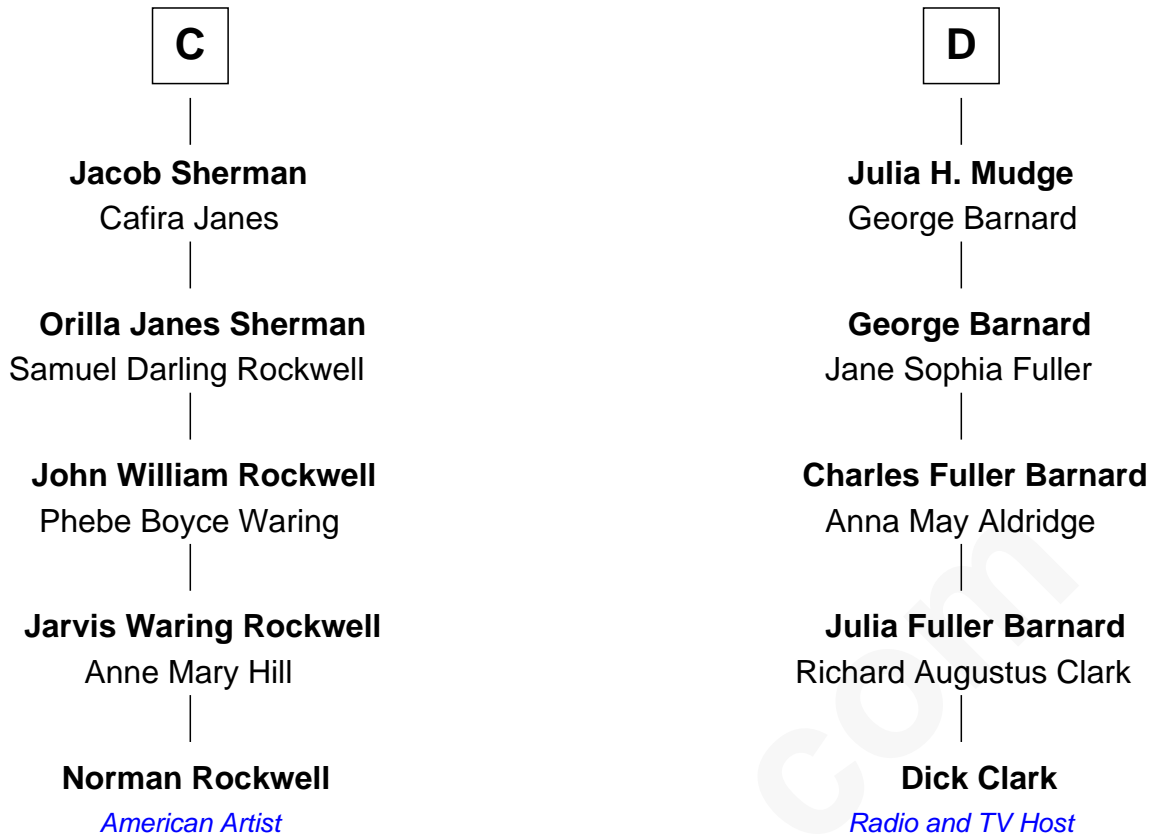 C
Jacob Sherman
Cafira Janes
Orilla Janes Sherman
Samuel Darling Rockwell
John William Rockwell
Phebe Boyce Waring
Jarvis Waring Rockwell
Anne Mary Hill
Norman Rockwell
American Artist
D
Julia H. Mudge
George Barnard
George Barnard
Jane Sophia Fuller
Charles Fuller Barnard
Anna May Aldridge
Julia Fuller Barnard
Richard Augustus Clark
Dick Clark
Radio and TV Host
com